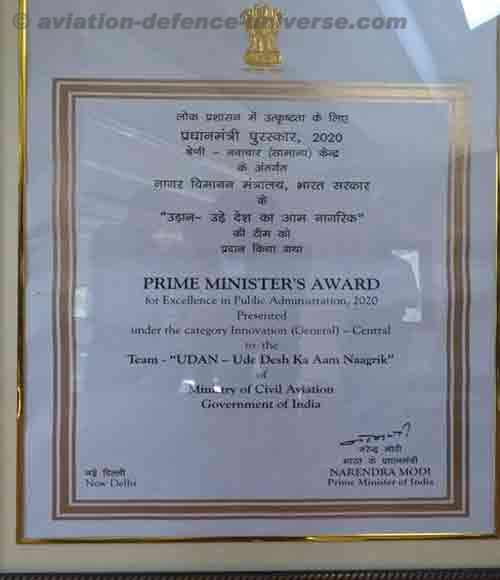 © aviation-defence-universe.com
लोक प्रशासन में उत्कृष्टता के लिए
प्रधानमंत्री पुरस्कार, 2020
श्रेणी – नवाचार (सामान्य) केन्द्र
के अंतर्गत
नागर विमानन मंत्रालय, भारत सरकार
के
"उड़ान– उड़े देश का आम नागरिक"
की टीम को
प्रदान किया गया
PRIME MINISTER'S AWARD
for Excellence in Public Administration, 2020
Presented
under the category Innovation (General) – Central
to the
Team - "UDAN – Ude Desh Ka Aam Naagrik"
of
Ministry of Civil Aviation
Government of India
नरेन्द्र मोदी
भारत के प्रधानमंत्री
NARENDRA MODI
Prime Minister of India
नई दिल्ली
New Delhi